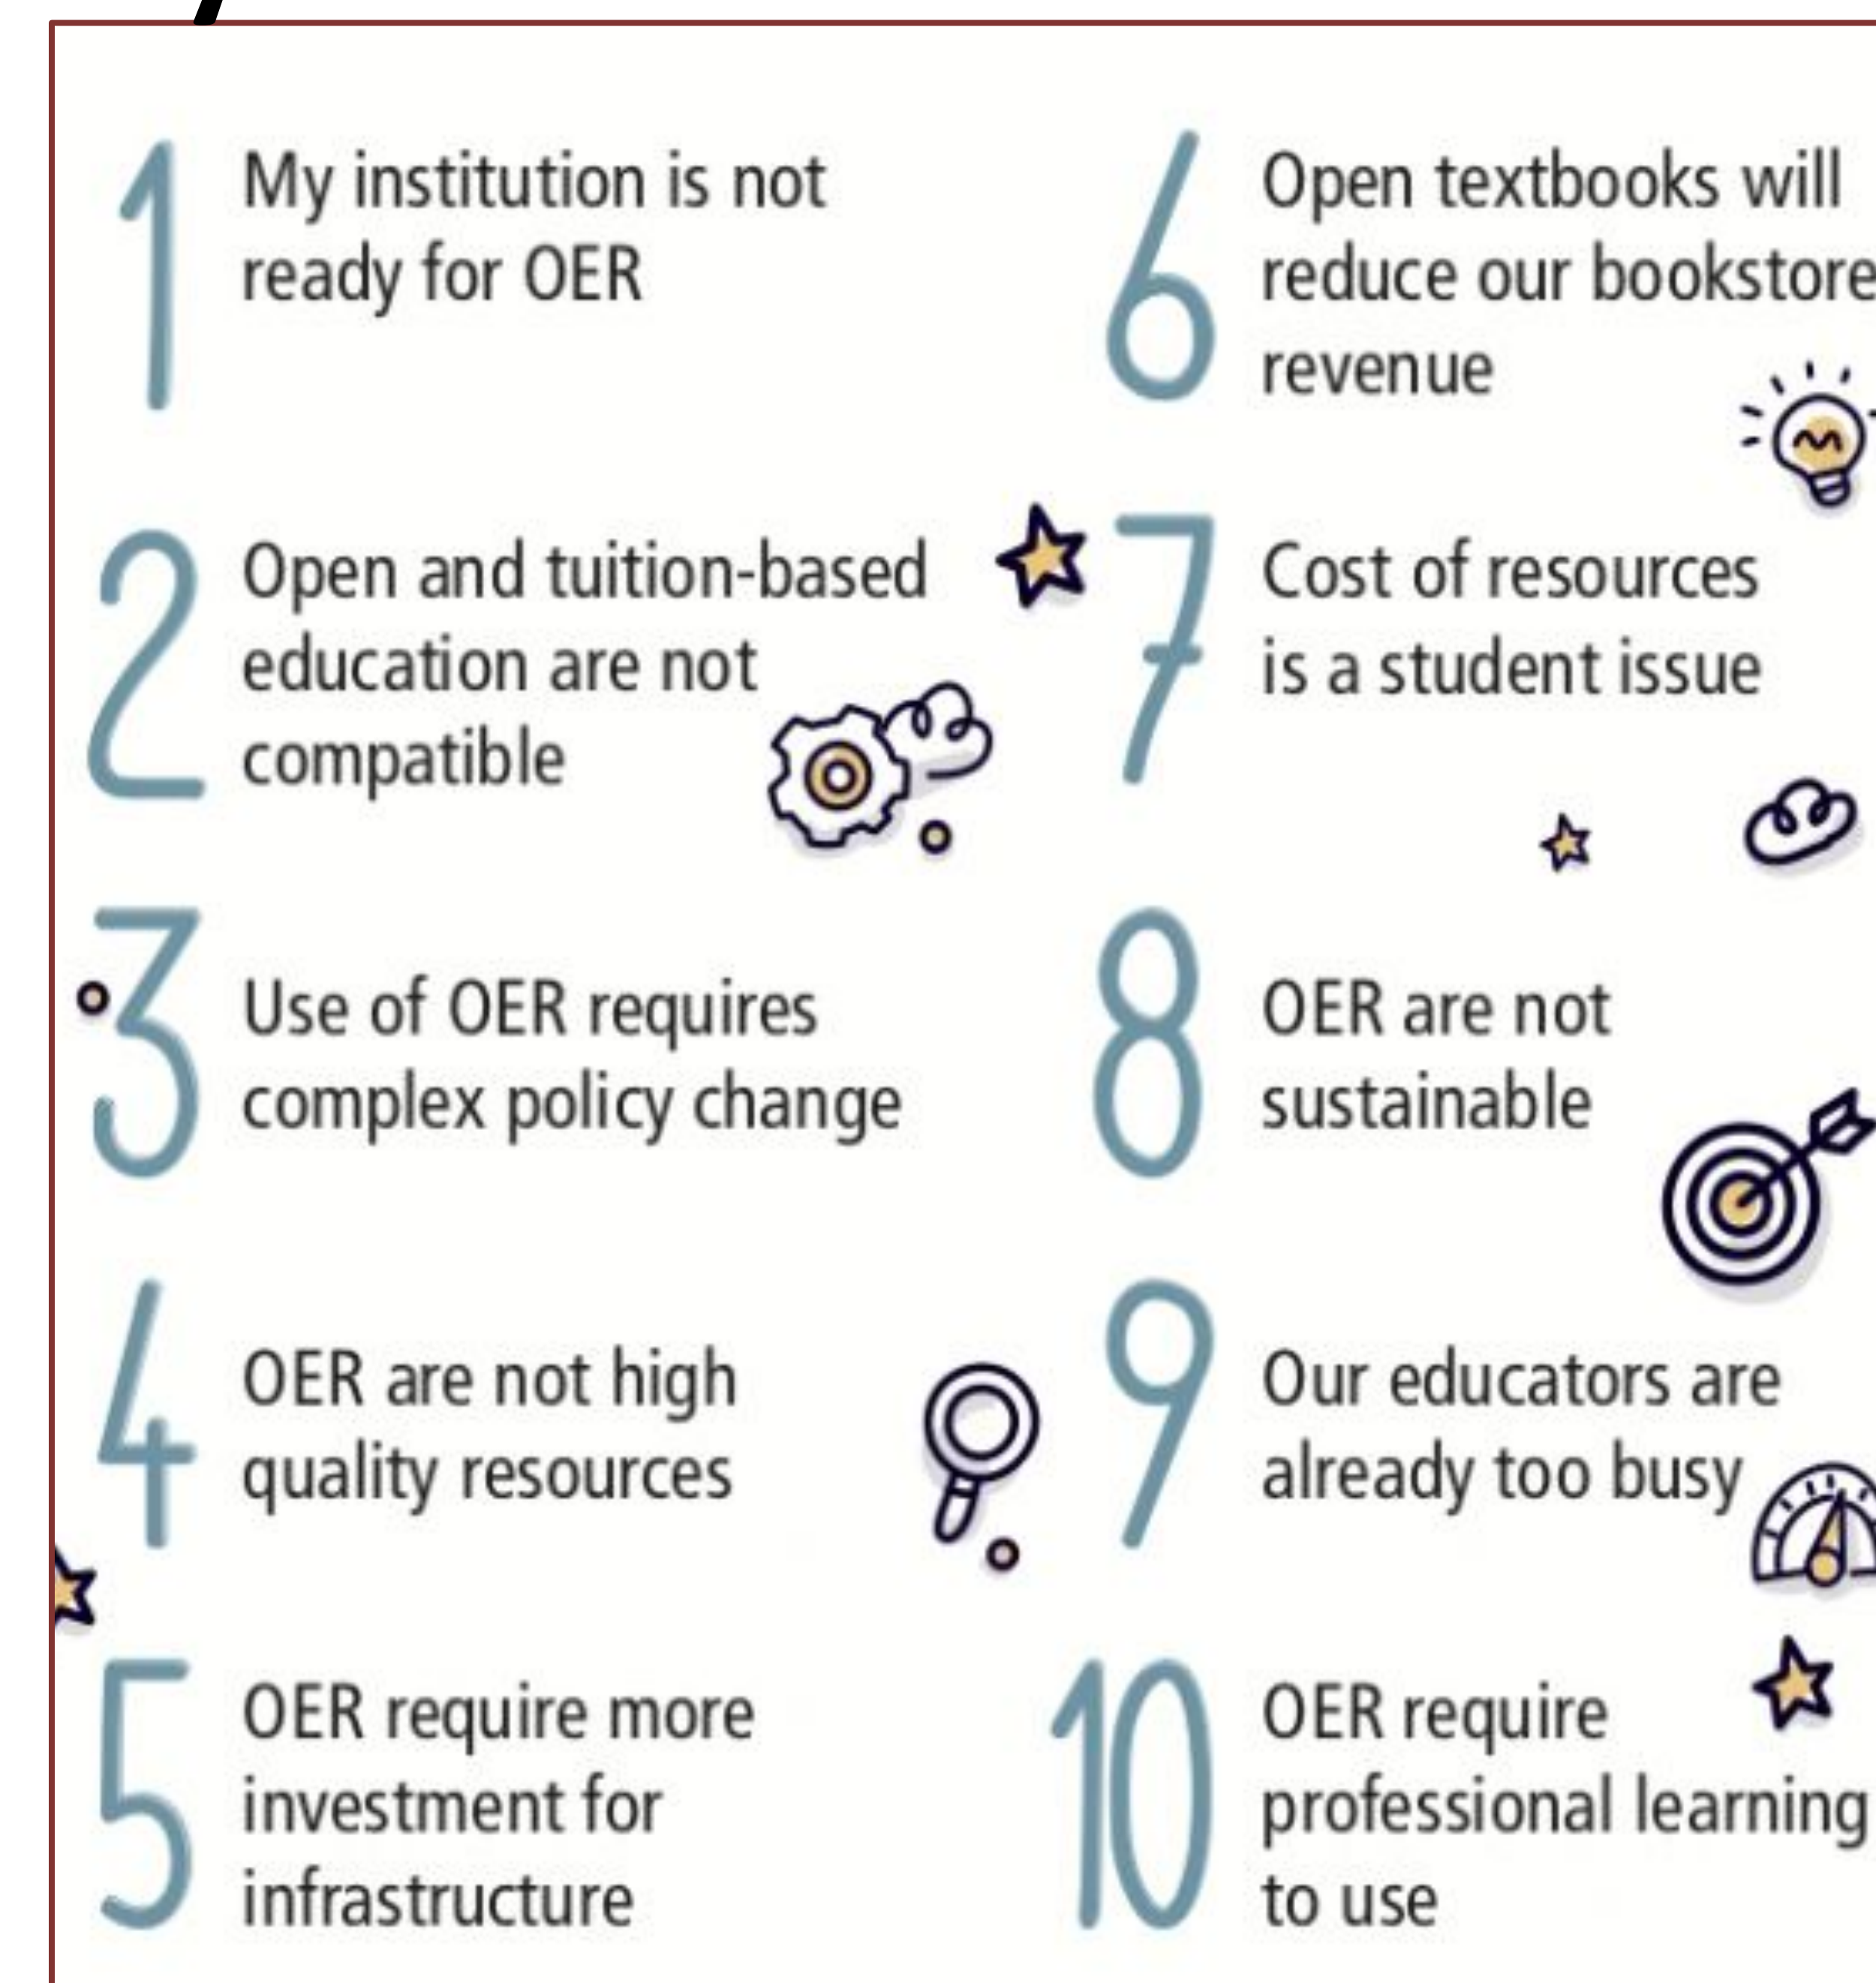 1 My institution is not
ready for OER
2 Open and tuition-based
education are not
compatible
3 Use of OER requires
complex policy change
4 OER are not high
quality resources
5 OER require more
investment for
infrastructure
6 Open textbooks will
reduce our bookstore
revenue
7 Cost of resources
is a student issue
8 OER are not
sustainable
9 Our educators are
already too busy
10 OER require
professional learning
to use